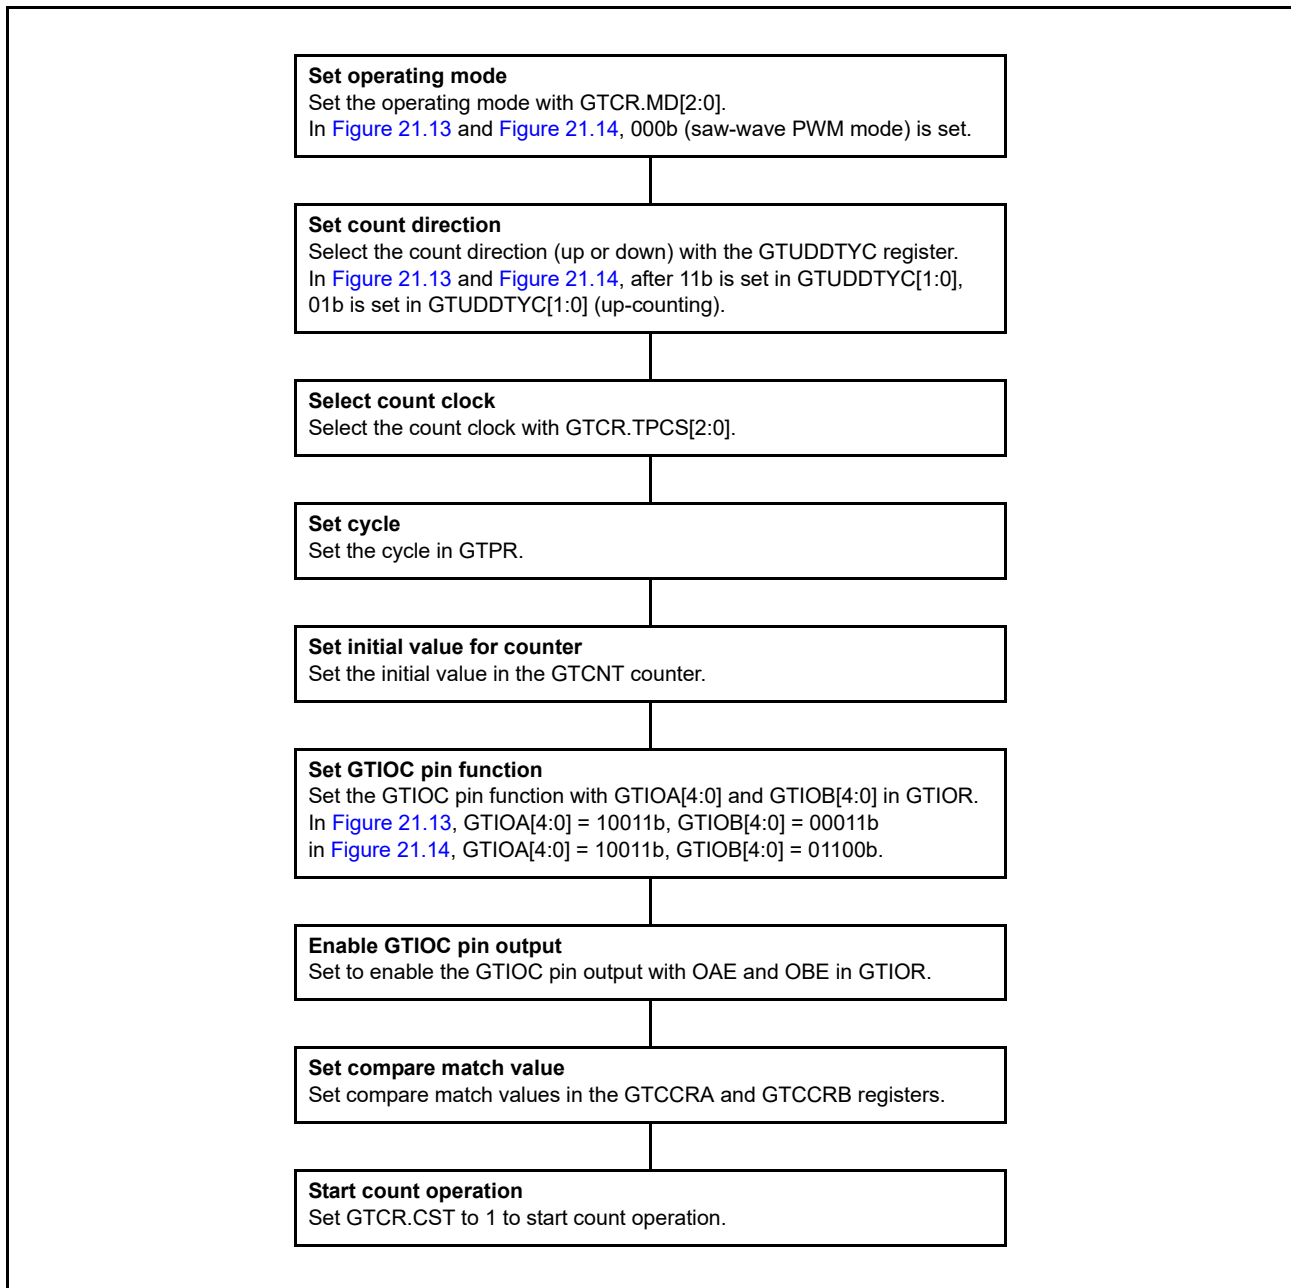 Set operating mode
Set the operating mode with GTCR.MD[2:0].
In Figure 21.13 and Figure 21.14, 000b (saw-wave PWM mode) is set.
Set count direction
Select the count direction (up or down) with the GTUDDTYC register.
In Figure 21.13 and Figure 21.14, after 11b is set in GTUDDTYC[1:0],
01b is set in GTUDDTYC[1:0] (up-counting).
Select count clock
Select the count clock with GTCR.TPCS[2:0].
Set cycle
Set the cycle in GTPR.
Set initial value for counter
Set the initial value in the GTCNT counter.
Set GTIOC pin function
Set the GTIOC pin function with GTIOA[4:0] and GTIOB[4:0] in GTIOR.
In Figure 21.13, GTIOA[4:0] = 10011b, GTIOB[4:0] = 00011b
in Figure 21.14, GTIOA[4:0] = 10011b, GTIOB[4:0] = 01100b.
Enable GTIOC pin output
Set to enable the GTIOC pin output with OAE and OBE in GTIOR.
Set compare match value
Set compare match values in the GTCCRA and GTCCRB registers.
Start count operation
Set GTCR.CST to 1 to start count operation.